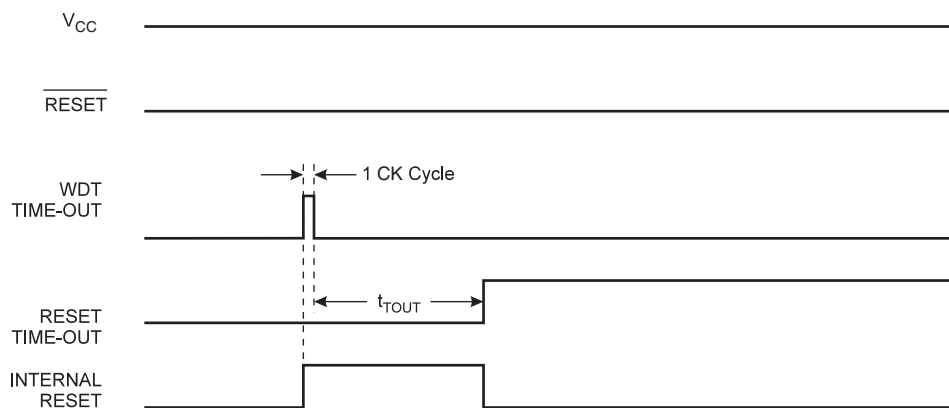 VCC
RESET
1 CK Cycle
WDT
TIME-OUT
tTOUT
RESET
TIME-OUT
INTERNAL
RESET